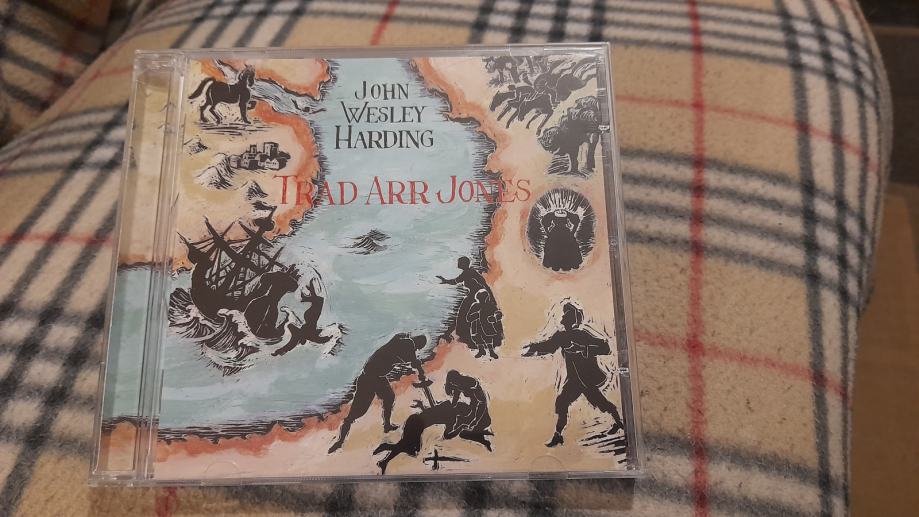 JOHN
WESLEY
HARDING
TRAD ARR JONES